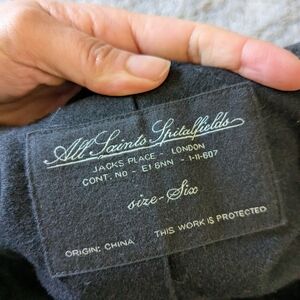 All Saints Spitalfields
JACKS PLACE - LONDON
CONT. NO - E1 6NN - 1-11-607
size - Six
ORIGIN: CHINA THIS WORK IS PROTECTED